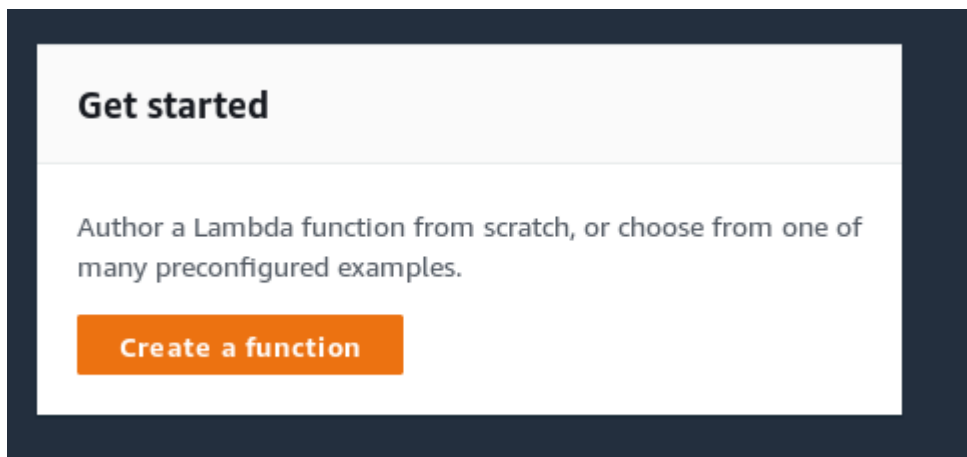 Get started
Author a Lambda function from scratch, or choose from one of
many preconfigured examples.
Create a function